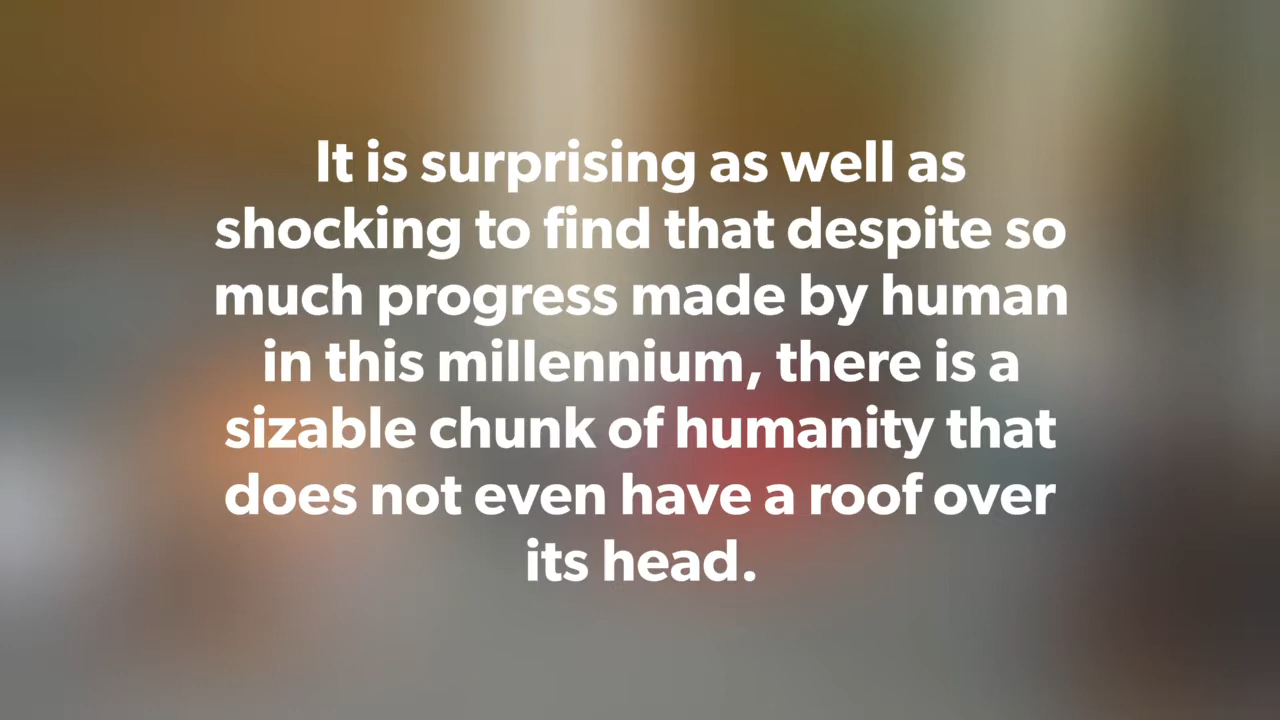 It is surprising as well as
shocking to find that despite so
much progress made by human
in this millennium, there is a
sizable chunk of humanity that
does not even have a roof over
its head.